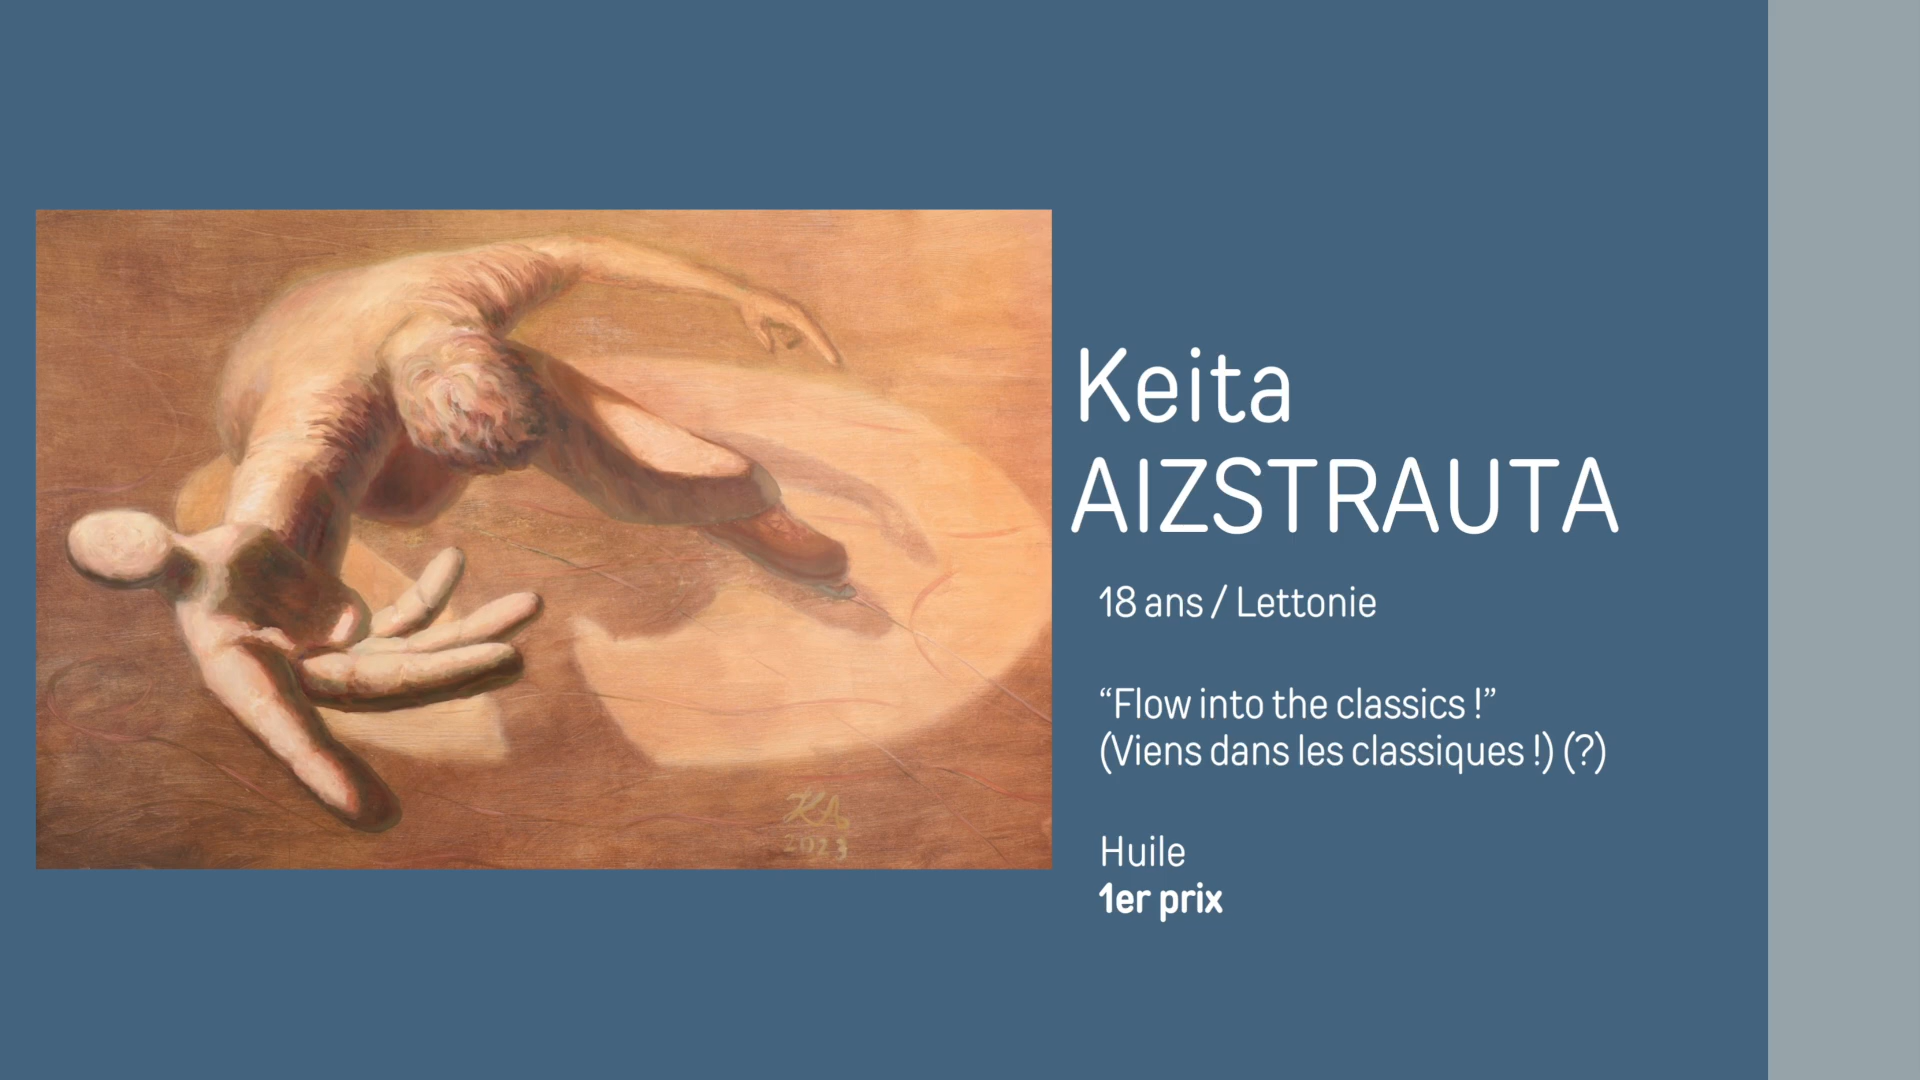 Keita
AIZSTRAUTA
18 ans / Lettonie
“Flow into the classics !”
(Viens dans les classiques !) (?)
Huile
1er prix
KA
2023